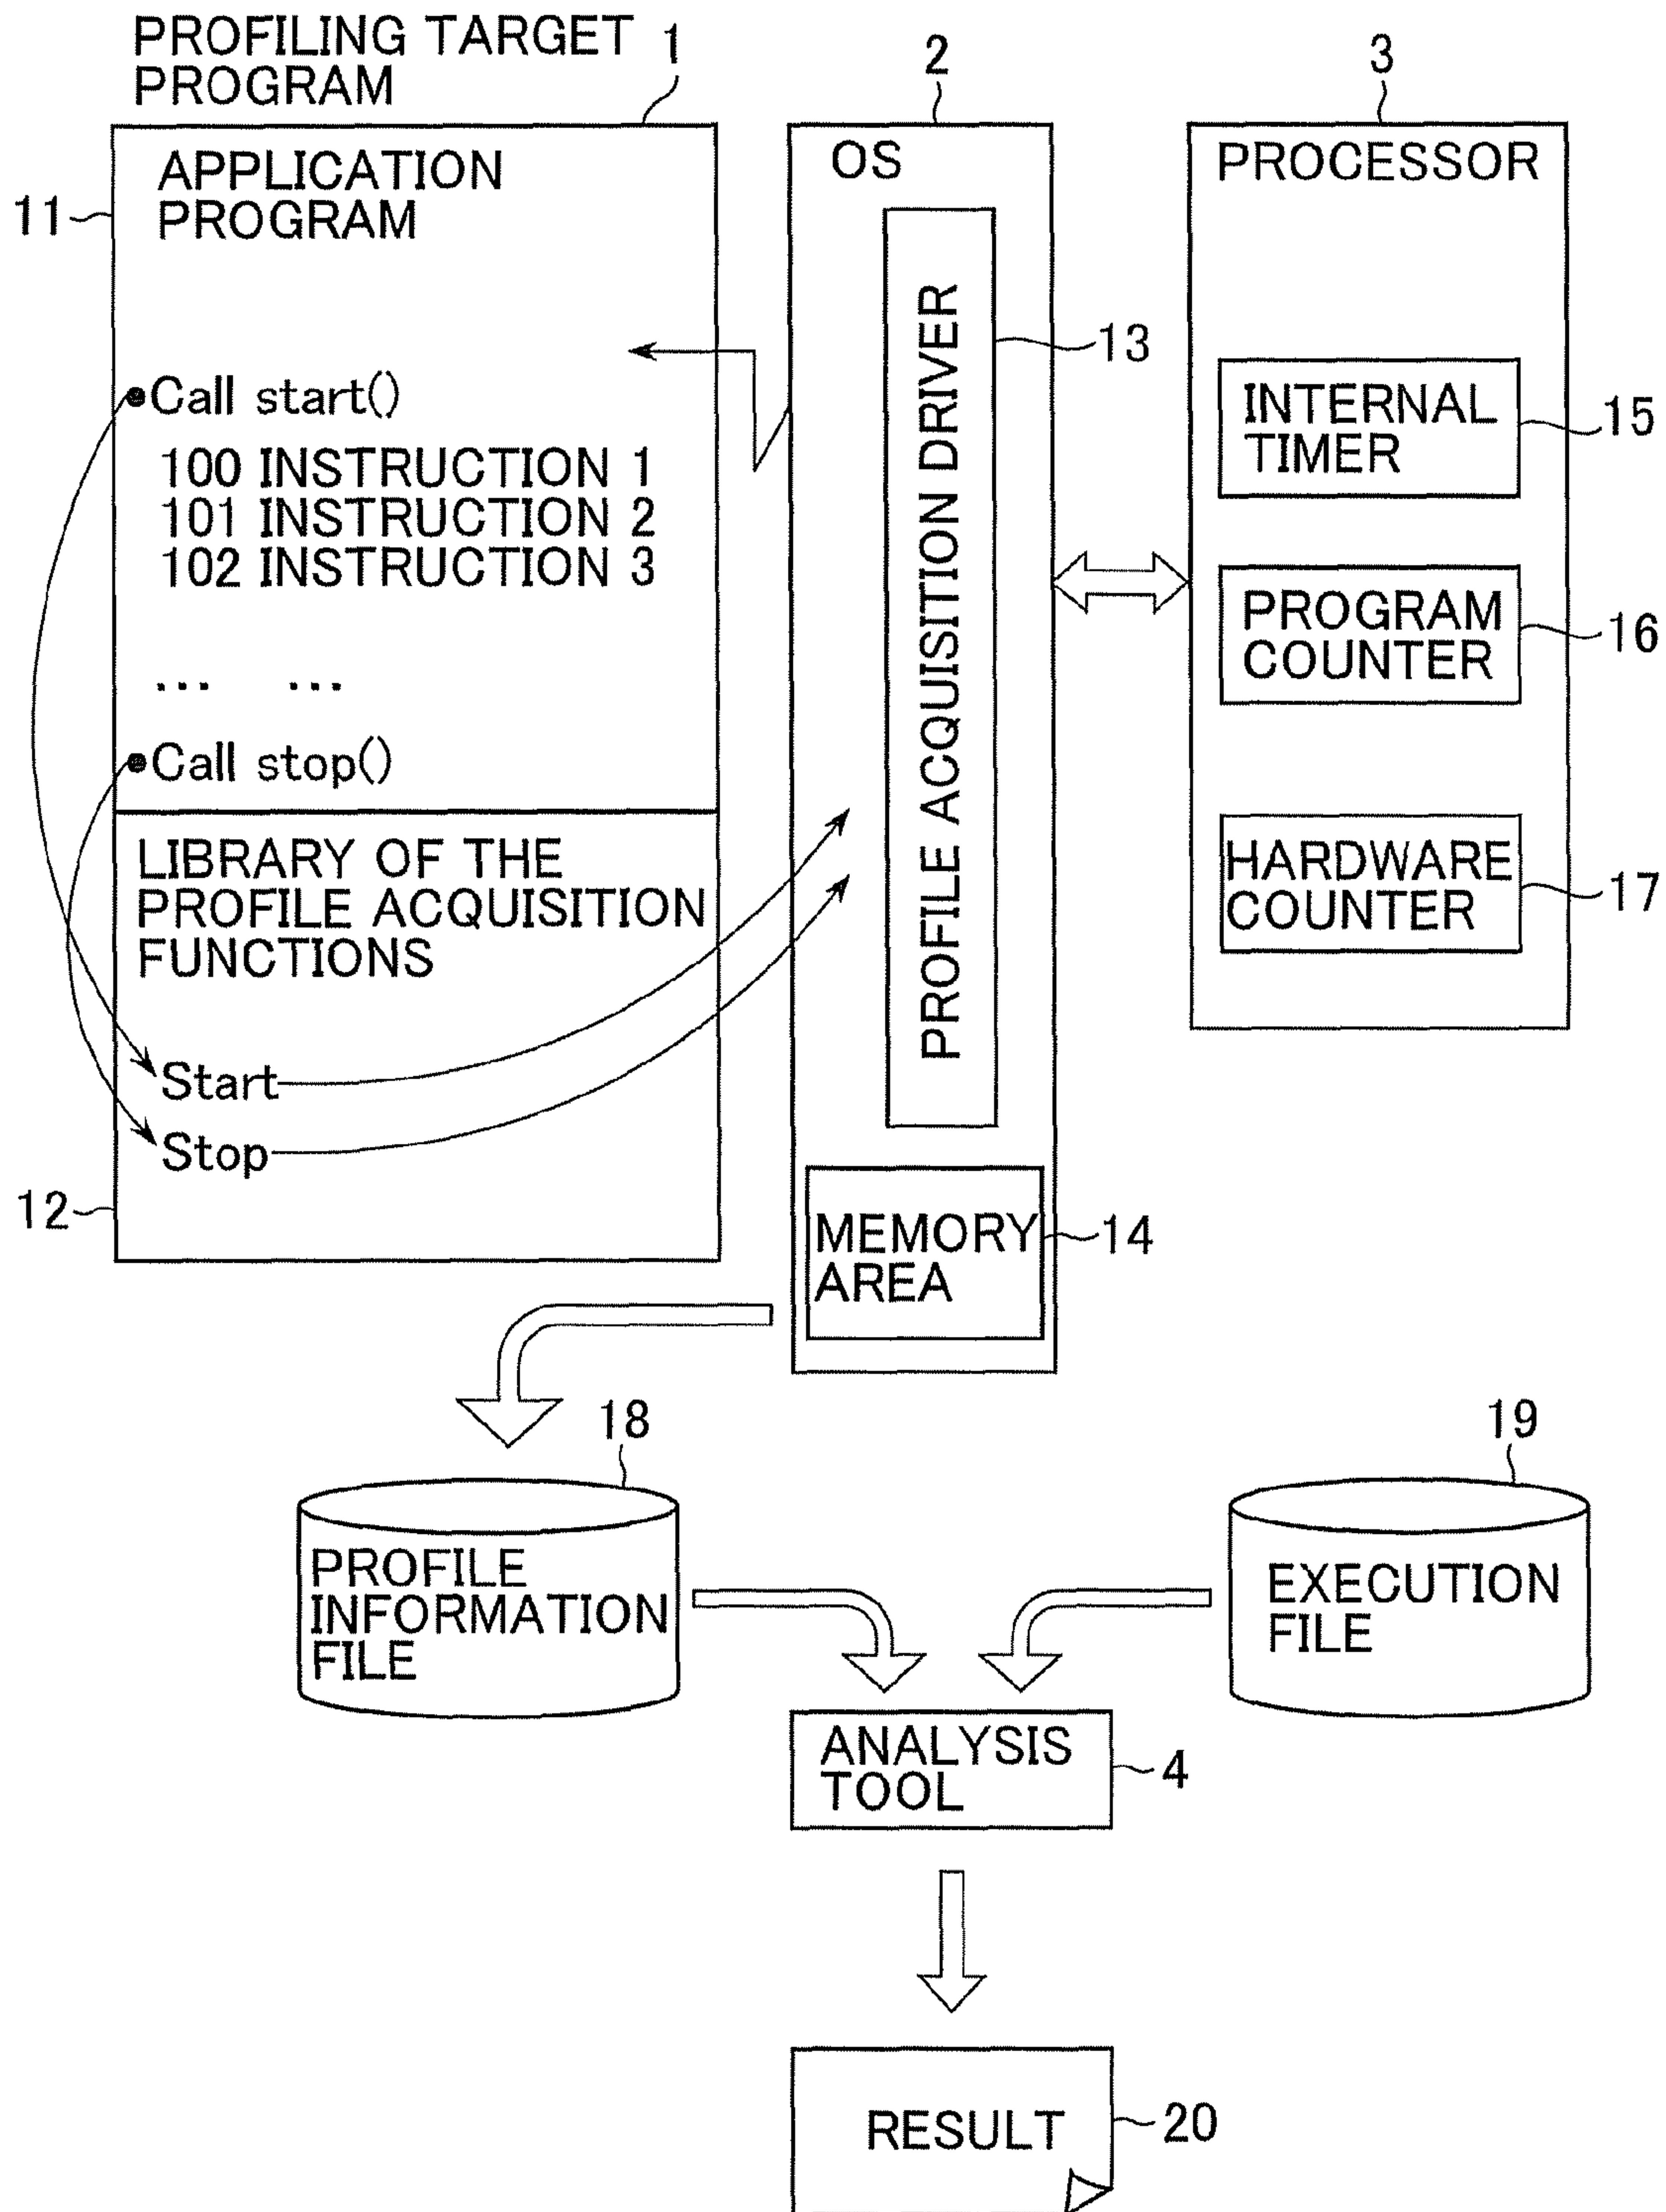 PROFILING TARGET
PROGRAM
1
2
3
11
APPLICATION
PROGRAM
Call start()
100 INSTRUCTION 1
101 INSTRUCTION 2
102 INSTRUCTION 3
... ...
Call stop()
LIBRARY OF THE
PROFILE ACQUISITION
FUNCTIONS
Start
Stop
12
OS
PROFILE ACQUISITION DRIVER
13
MEMORY
AREA
14
PROCESSOR
INTERNAL
TIMER
15
PROGRAM
COUNTER
16
HARDWARE
COUNTER
17
18
PROFILE
INFORMATION
FILE
19
EXECUTION
FILE
ANALYSIS
TOOL
4
RESULT
20